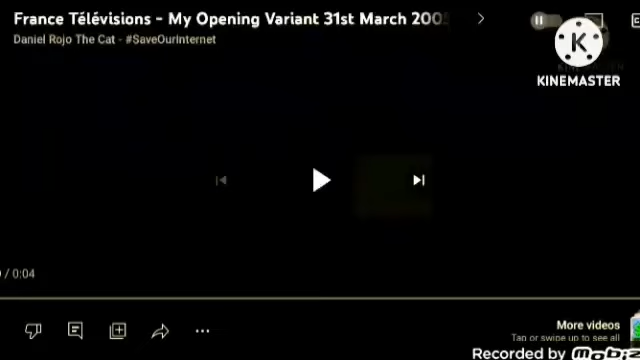 France Télévisions - My Opening Variant 31st March 2005
Daniel Rojo The Cat - #SaveOurInternet
K
KINEMASTER
/ 0:04
More videos
Tap or swipe up to see all
Recorded by